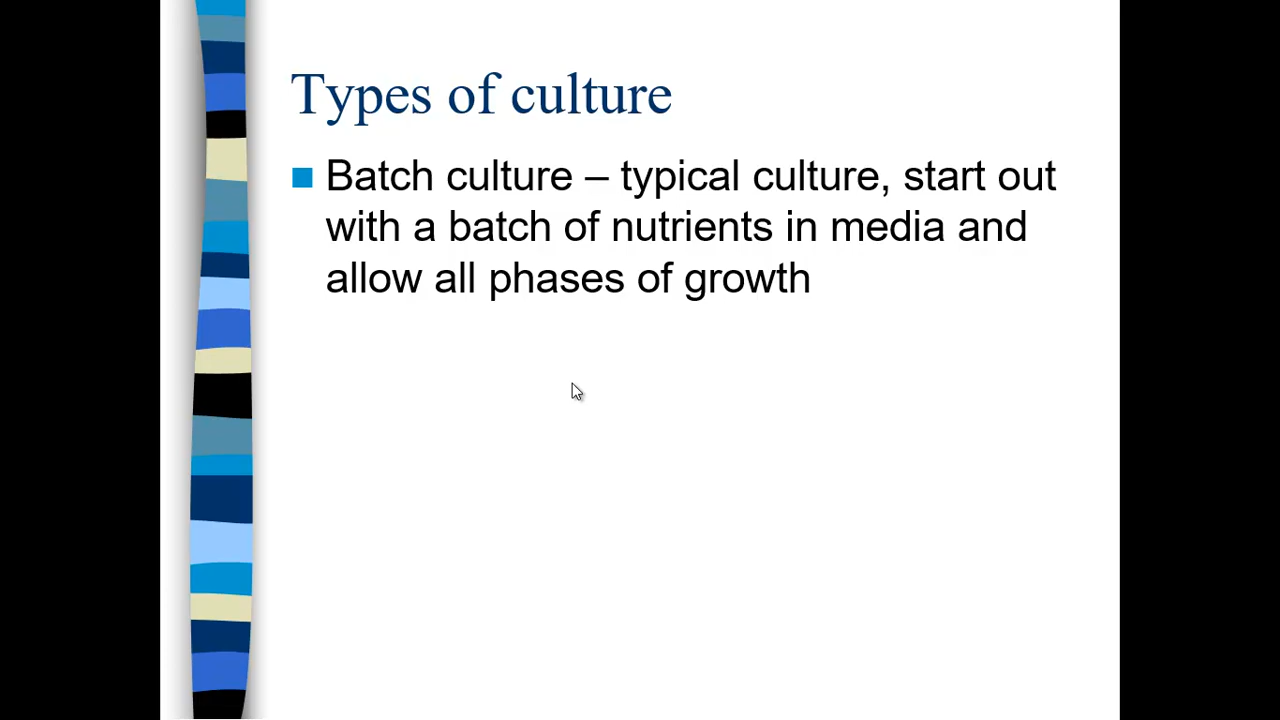 Types of culture
Batch culture – typical culture, start out
with a batch of nutrients in media and
allow all phases of growth